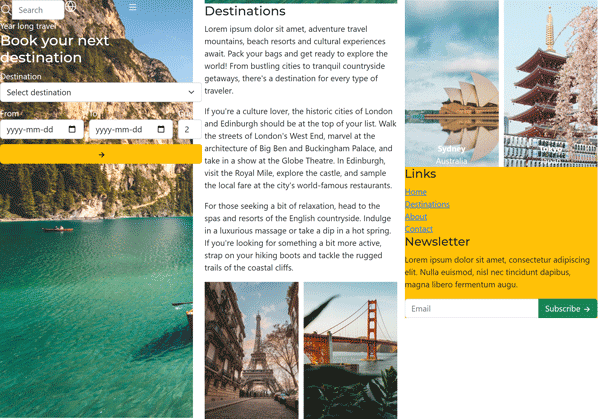 Search
Year long travel
Book your next
destination
Destination
Select destination
From
To
yyyy-mm-dd
yyyy-mm-dd
2
Destinations
Lorem ipsum dolor sit amet, adventure travel
mountains, beach resorts and cultural experiences
await. Pack your bags and get ready to explore the
world! From bustling cities to tranquil countryside
getaways, there's a destination for every type of
traveler.
If you're a culture lover, the historic cities of London
and Edinburgh should be at the top of your list. Walk
the streets of London's West End, marvel at the
architecture of Big Ben and Buckingham Palace, and
take in a show at the Globe Theatre. In Edinburgh,
visit the Royal Mile, explore the castle, and sample
the local fare at the city's world-famous restaurants.
For those seeking a bit of relaxation, head to the
spas and resorts of the English countryside. Indulge
in a luxurious massage or take a dip in a hot spring.
If you're looking for something a bit more active,
strap on your hiking boots and tackle the rugged
trails of the coastal cliffs.
Sydney
Australia
Links
Home
Destinations
About
Contact
Newsletter
Lorem ipsum dolor sit amet, consectetur adipiscing
elit. Nulla euismod, nisl nec tincidunt dapibus,
magna libero fermentum augu.
Email
Subscribe →